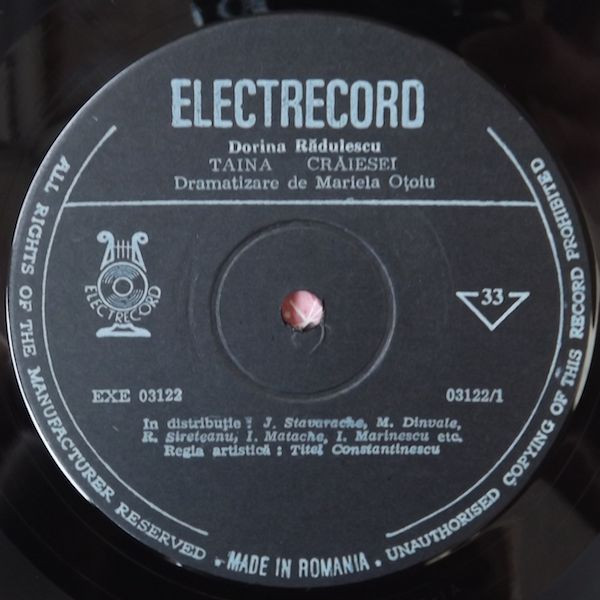 ELECTRECORD
Dorina Rădulescu
TAINA CRĂIESEI
Dramatizare de Mariela Oțoiu
ELECTRECORD
33
EXE 03122
03122/1
In distribuție : J. Stavarache, M. Dinvale,
R. Sireteanu, I. Matache, I. Marinescu etc.
Regia artistică : Titel Constantinescu
ALL RIGHTS OF THE MANUFACTURER RESERVED • MADE IN ROMANIA • UNAUTHORISED COPYING OF THIS RECORD PROHIBITED